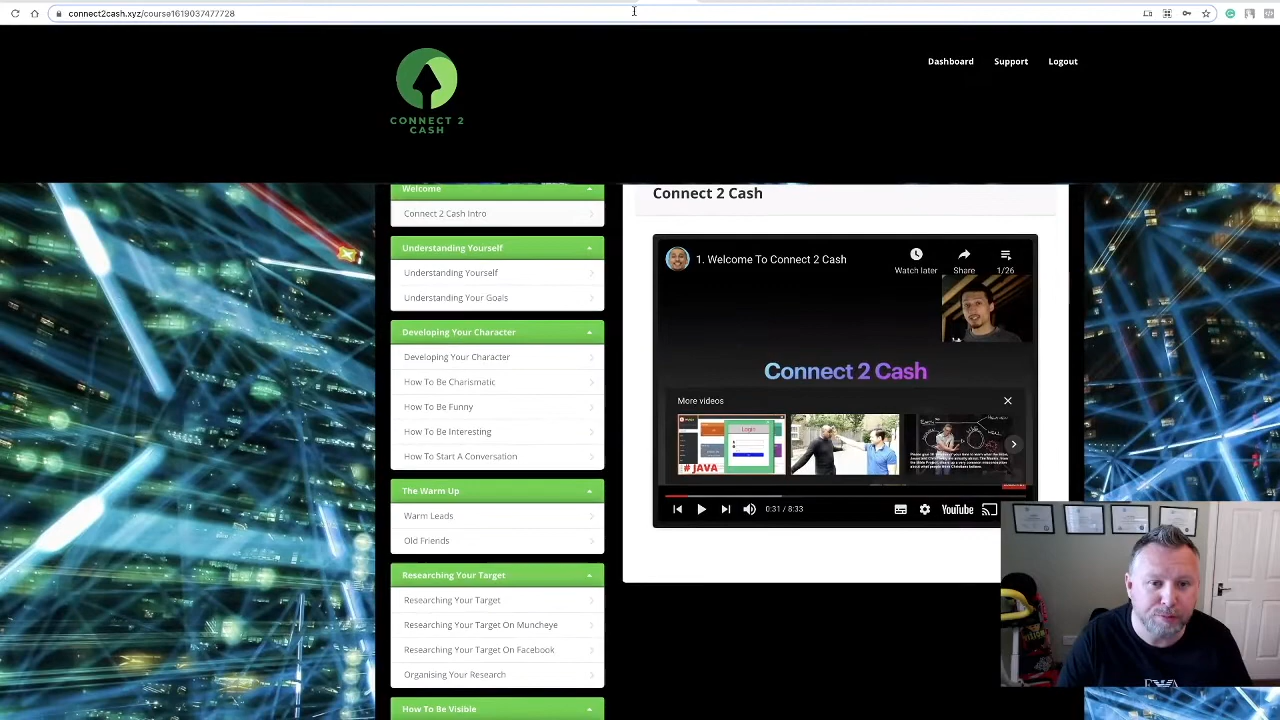 connect2cash.xyz/course1619037477728
Dashboard Support Logout
CONNECT 2
CASH
Welcome
Connect 2 Cash Intro
Understanding Yourself
Understanding Yourself
Understanding Your Goals
Developing Your Character
Developing Your Character
How To Be Charismatic
How To Be Funny
How To Be Interesting
How To Start A Conversation
The Warm Up
Warm Leads
Old Friends
Researching Your Target
Researching Your Target
Researching Your Target On Muncheye
Researching Your Target On Facebook
Organising Your Research
How To Be Visible
Connect 2 Cash
1. Welcome To Connect 2 Cash
Watch later Share 1/26
Connect 2 Cash
More videos
Login
#JAVA
0:31 / 8:33
YouTube